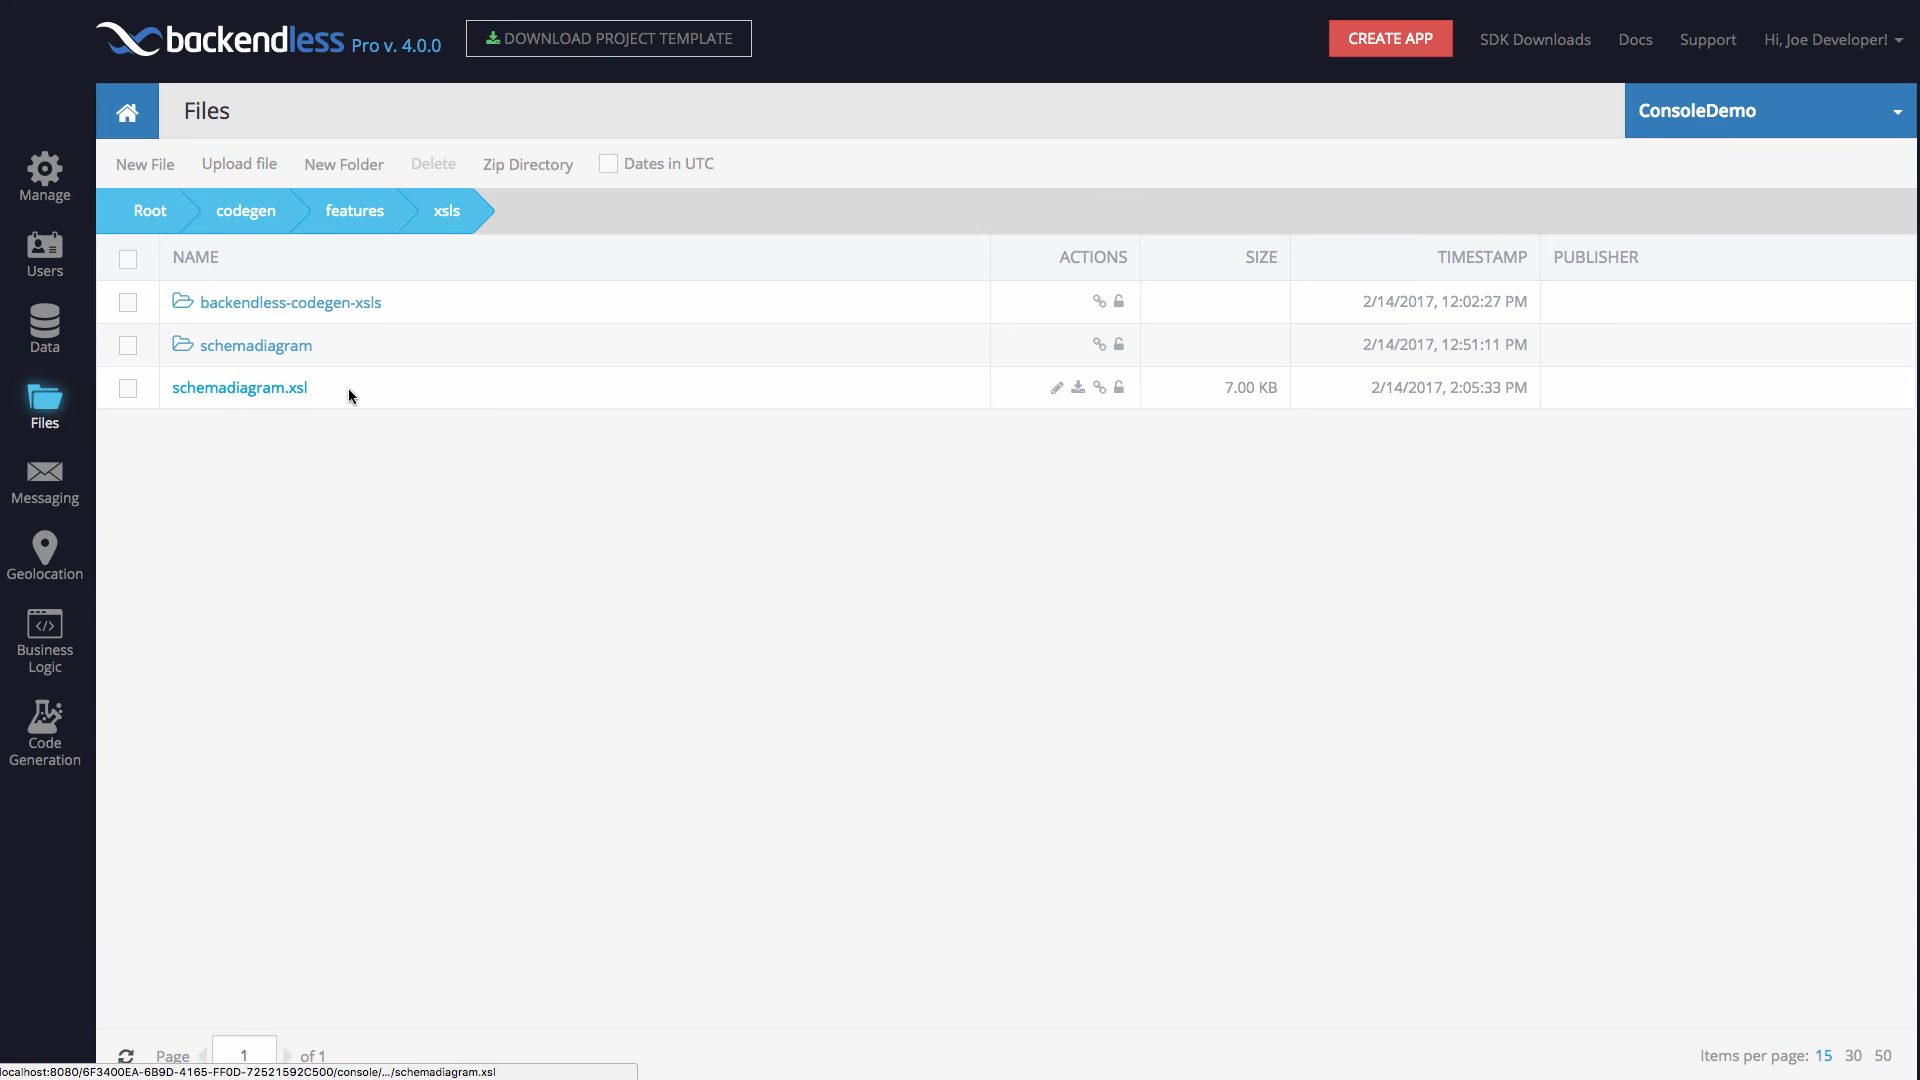 backendless Pro v. 4.0.0
DOWNLOAD PROJECT TEMPLATE
CREATE APP
SDK Downloads
Docs
Support
Hi, Joe Developer!
Files
ConsoleDemo
New File
Upload file
New Folder
Delete
Zip Directory
Dates in UTC
Root
codegen
features
xsls
NAME
ACTIONS
SIZE
TIMESTAMP
PUBLISHER
backendless-codegen-xsls
2/14/2017, 12:02:27 PM
schemadiagram
2/14/2017, 12:51:11 PM
schemadiagram.xsl
7.00 KB
2/14/2017, 2:05:33 PM
Manage
Users
Data
Files
Messaging
Geolocation
Business
Logic
Code
Generation
Page
1
of 1
Items per page: 15 30 50
localhost:8080/6F3400EA-6B9D-4165-FF0D-72521592C500/console/.../schemadiagram.xsl